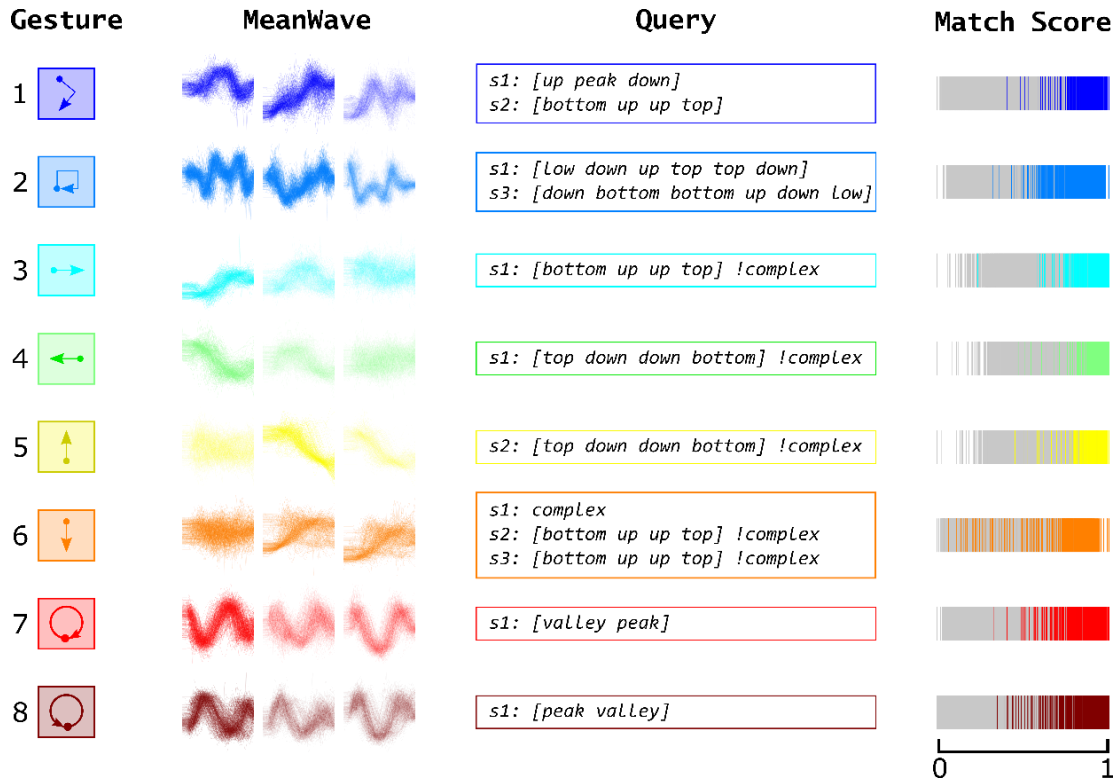 Gesture MeanWave Query Match Score
1
s1: [up peak down]
s2: [bottom up up top]
2
s1: [low down up top top down]
s3: [down bottom bottom up down low]
3
s1: [bottom up up top] !complex
4
s1: [top down down bottom] !complex
5
s2: [top down down bottom] !complex
6
s1: complex
s2: [bottom up up top] !complex
s3: [bottom up up top] !complex
7
s1: [valley peak]
8
s1: [peak valley]
0 1